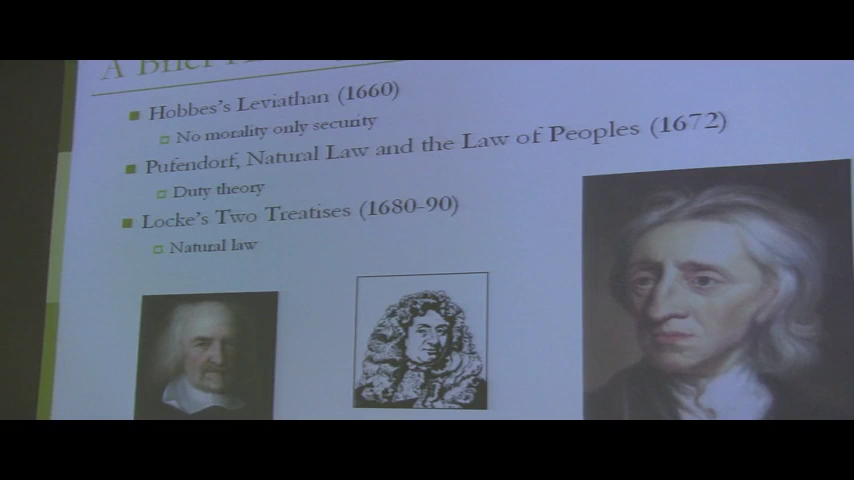 A Brief
Hobbes's Leviathan (1660)
No morality only security
Pufendorf, Natural Law and the Law of Peoples (1672)
Duty theory
Locke's Two Treatises (1680-90)
Natural law